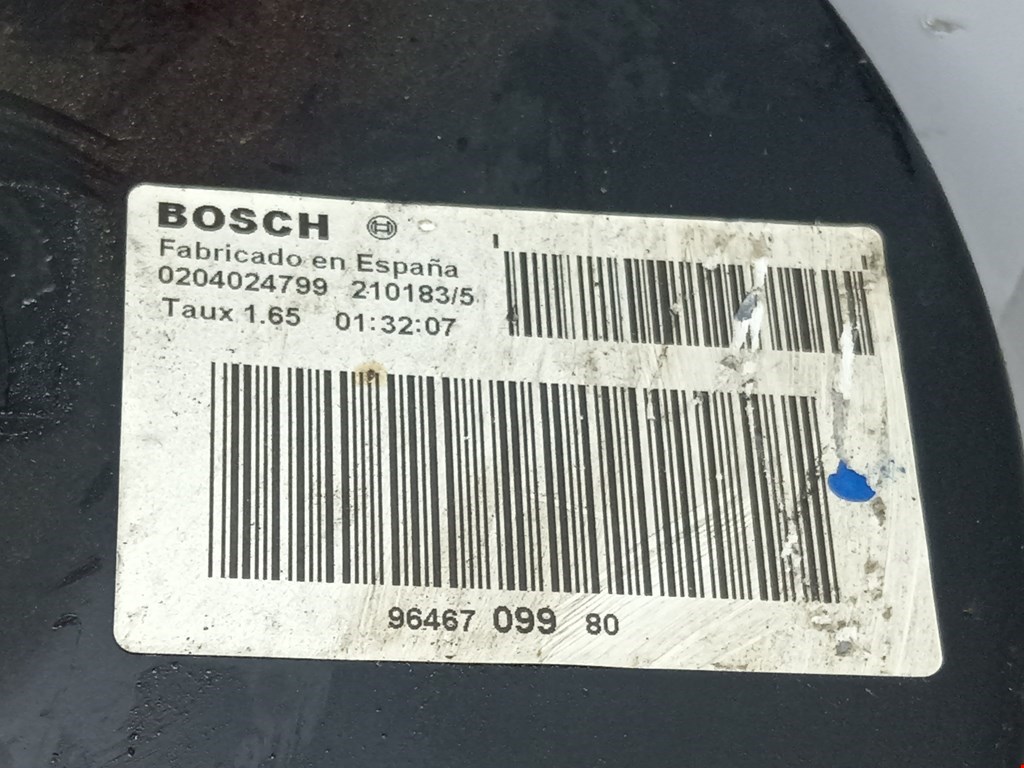 BOSCH
Fabricado en España
0204024799 210183/5
Taux 1.65 01:32:07
96467 099 80